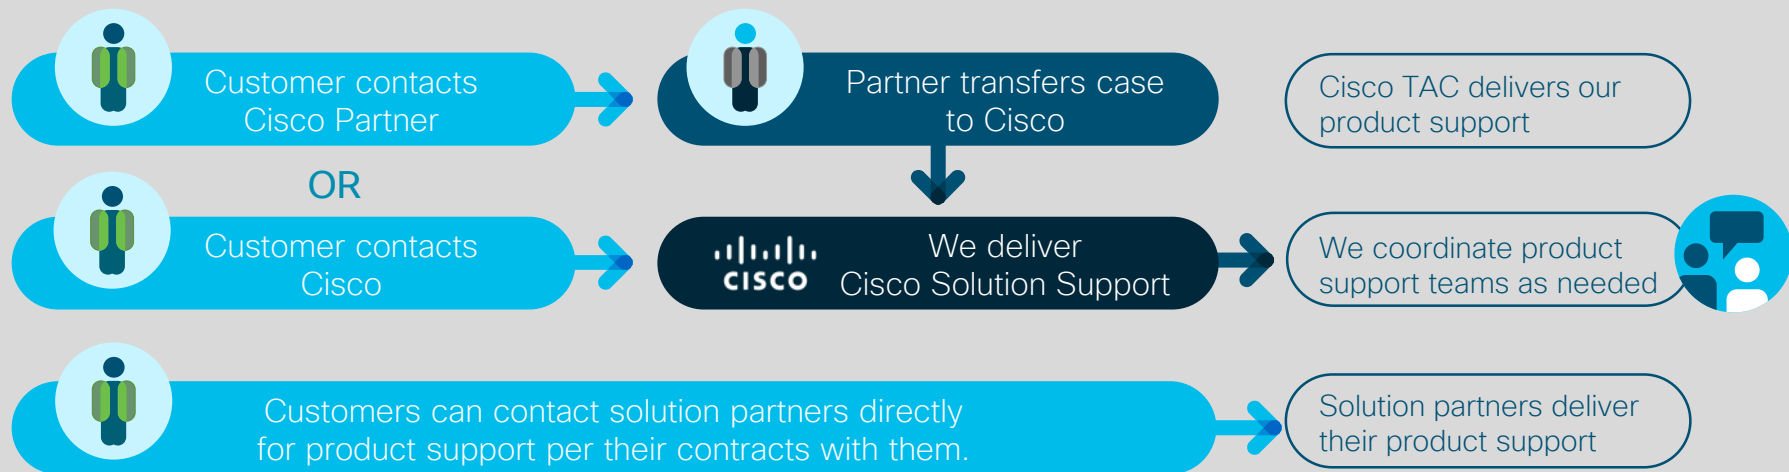 Customer contacts
Cisco Partner
Partner transfers case
to Cisco
Cisco TAC delivers our
product support
OR
Customer contacts
Cisco
CISCO
We deliver
Cisco Solution Support
We coordinate product
support teams as needed
Customers can contact solution partners directly
for product support per their contracts with them.
Solution partners deliver
their product support